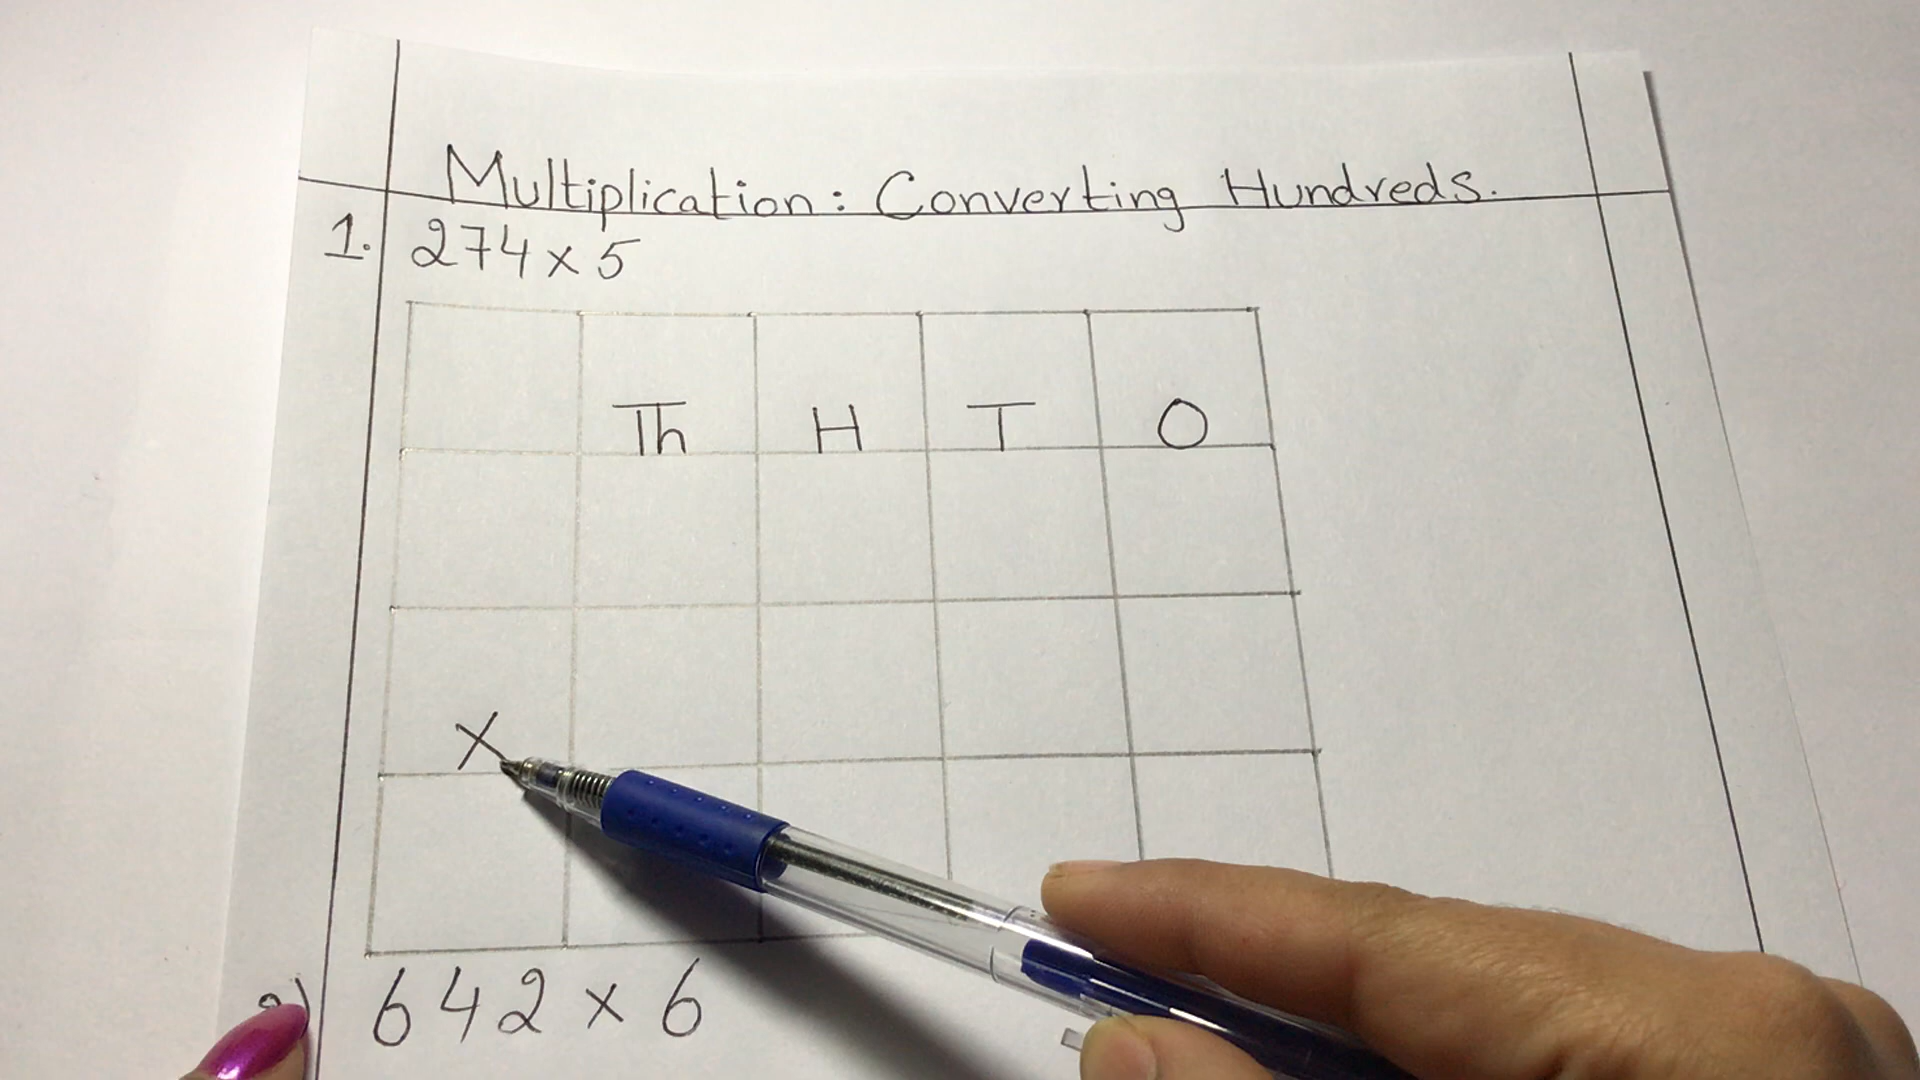 Multiplication: Converting Hundreds.
1. 274 x 5
Th H T O
X
642 x 6